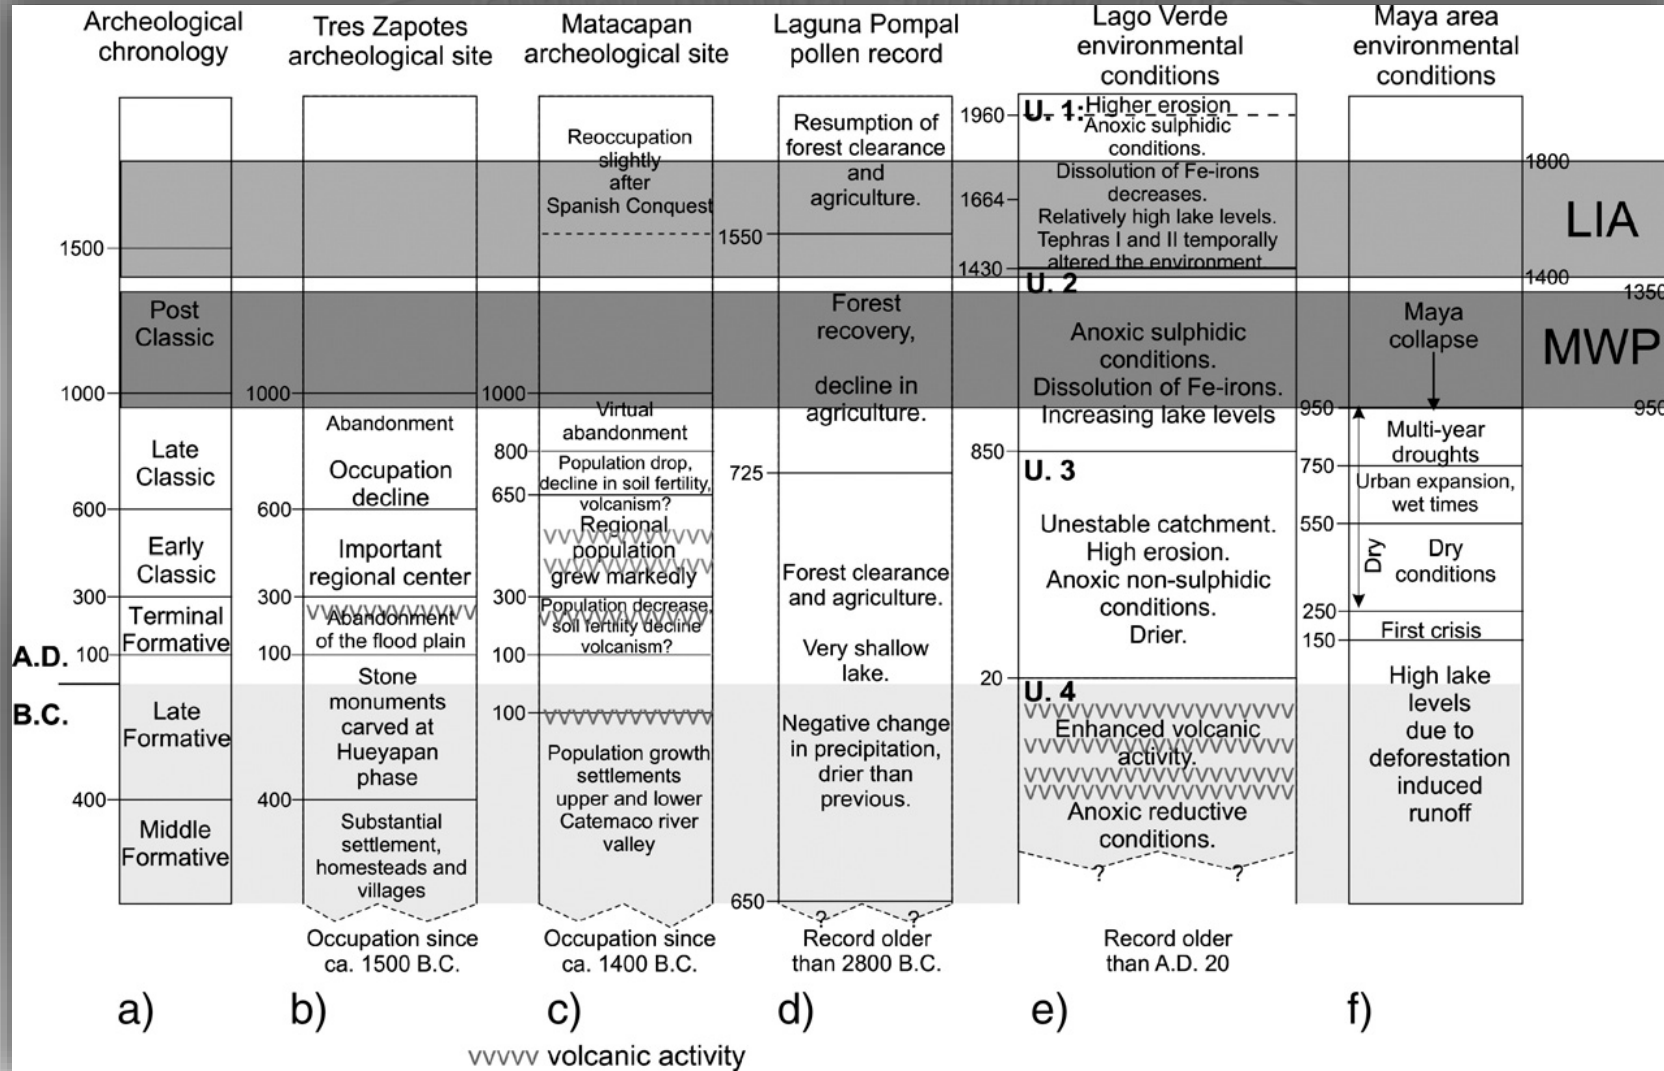 Archeological
chronology
Tres Zapotes
archeological site
Matacapan
archeological site
Laguna Pompal
pollen record
Lago Verde
environmental
conditions
Maya area
environmental
conditions
1500
Post
Classic
1000
Late
Classic
600
Early
Classic
300
Terminal
Formative
A.D. 100
B.C.
Late
Formative
400
Middle
Formative
a)
1000
Abandonment
Occupation
decline
600
Important
regional center
300
VVVVVVVVVVVV
Abandonment
of the flood plain
100
Stone
monuments
carved at
Hueyapan
phase
400
Substantial
settlement,
homesteads and
villages
Occupation since
ca. 1500 B.C.
b)
Reoccupation
slightly
after
Spanish Conquest
1000
Virtual
abandonment
800
Population drop,
decline in soil fertility,
650
volcanism?
Regional
VVVVVVVVVVVV
population
VVVVVVVVVVVV
grew markedly
300
Population decrease,
VVVVVVVVVVVV
soil fertility decline
volcanism?
100
100
VVVVVVVVVVVV
Population growth
settlements
upper and lower
Catemaco river
valley
Occupation since
ca. 1400 B.C.
c)
Resumption of
forest clearance
and
agriculture.
1550
Forest
recovery,
decline in
agriculture.
725
Forest clearance
and agriculture.
Very shallow
lake.
Negative change
in precipitation,
drier than
previous.
650
? ?
Record older
than 2800 B.C.
d)
U. 1: Higher erosion
1960
Anoxic sulphidic
conditions.
Dissolution of Fe-irons
decreases.
1664
Relatively high lake levels.
Tephras I and II temporally
altered the environment
1430
U. 2
Anoxic sulphidic
conditions.
Dissolution of Fe-irons.
Increasing lake levels
850
U. 3
Unestable catchment.
High erosion.
Anoxic non-sulphidic
conditions.
Drier.
20
U. 4
VVVVVVVVVVVVVVVVVV
Enhanced volcanic
VVVVVVVVVVVVVVVVVV
activity.
VVVVVVVVVVVVVVVVVV
VVVVVVVVVVVVVVVVVV
Anoxic reductive
conditions.
? ?
Record older
than A.D. 20
e)
1800
LIA
1400
1350
Maya
collapse
MWP
950
950
Multi-year
droughts
750
Urban expansion,
wet times
550
Dry
Dry
conditions
250
First crisis
150
High lake
levels
due to
deforestation
induced
runoff
f)
vvvvv volcanic activity